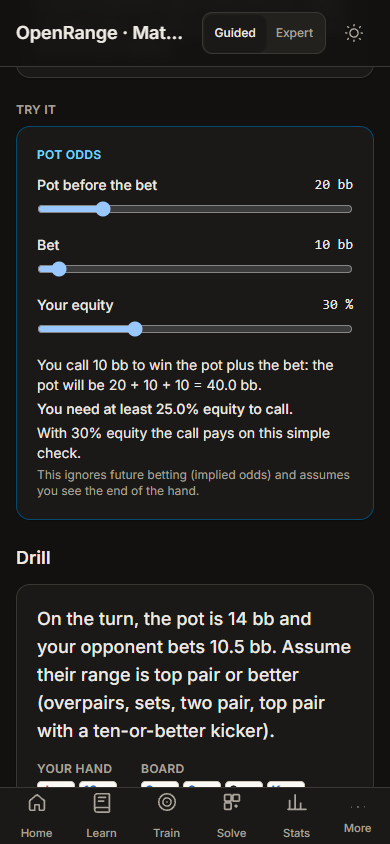 OpenRange · Mat...
Guided
Expert
TRY IT
POT ODDS
Pot before the bet
20 bb
Bet
10 bb
Your equity
30 %
You call 10 bb to win the pot plus the bet: the
pot will be 20 + 10 + 10 = 40.0 bb.
You need at least 25.0% equity to call.
With 30% equity the call pays on this simple
check.
This ignores future betting (implied odds) and assumes
you see the end of the hand.
Drill
On the turn, the pot is 14 bb and
your opponent bets 10.5 bb. Assume
their range is top pair or better
(overpairs, sets, two pair, top pair
with a ten-or-better kicker).
YOUR HAND
BOARD
Home
Learn
Train
Solve
Stats
More